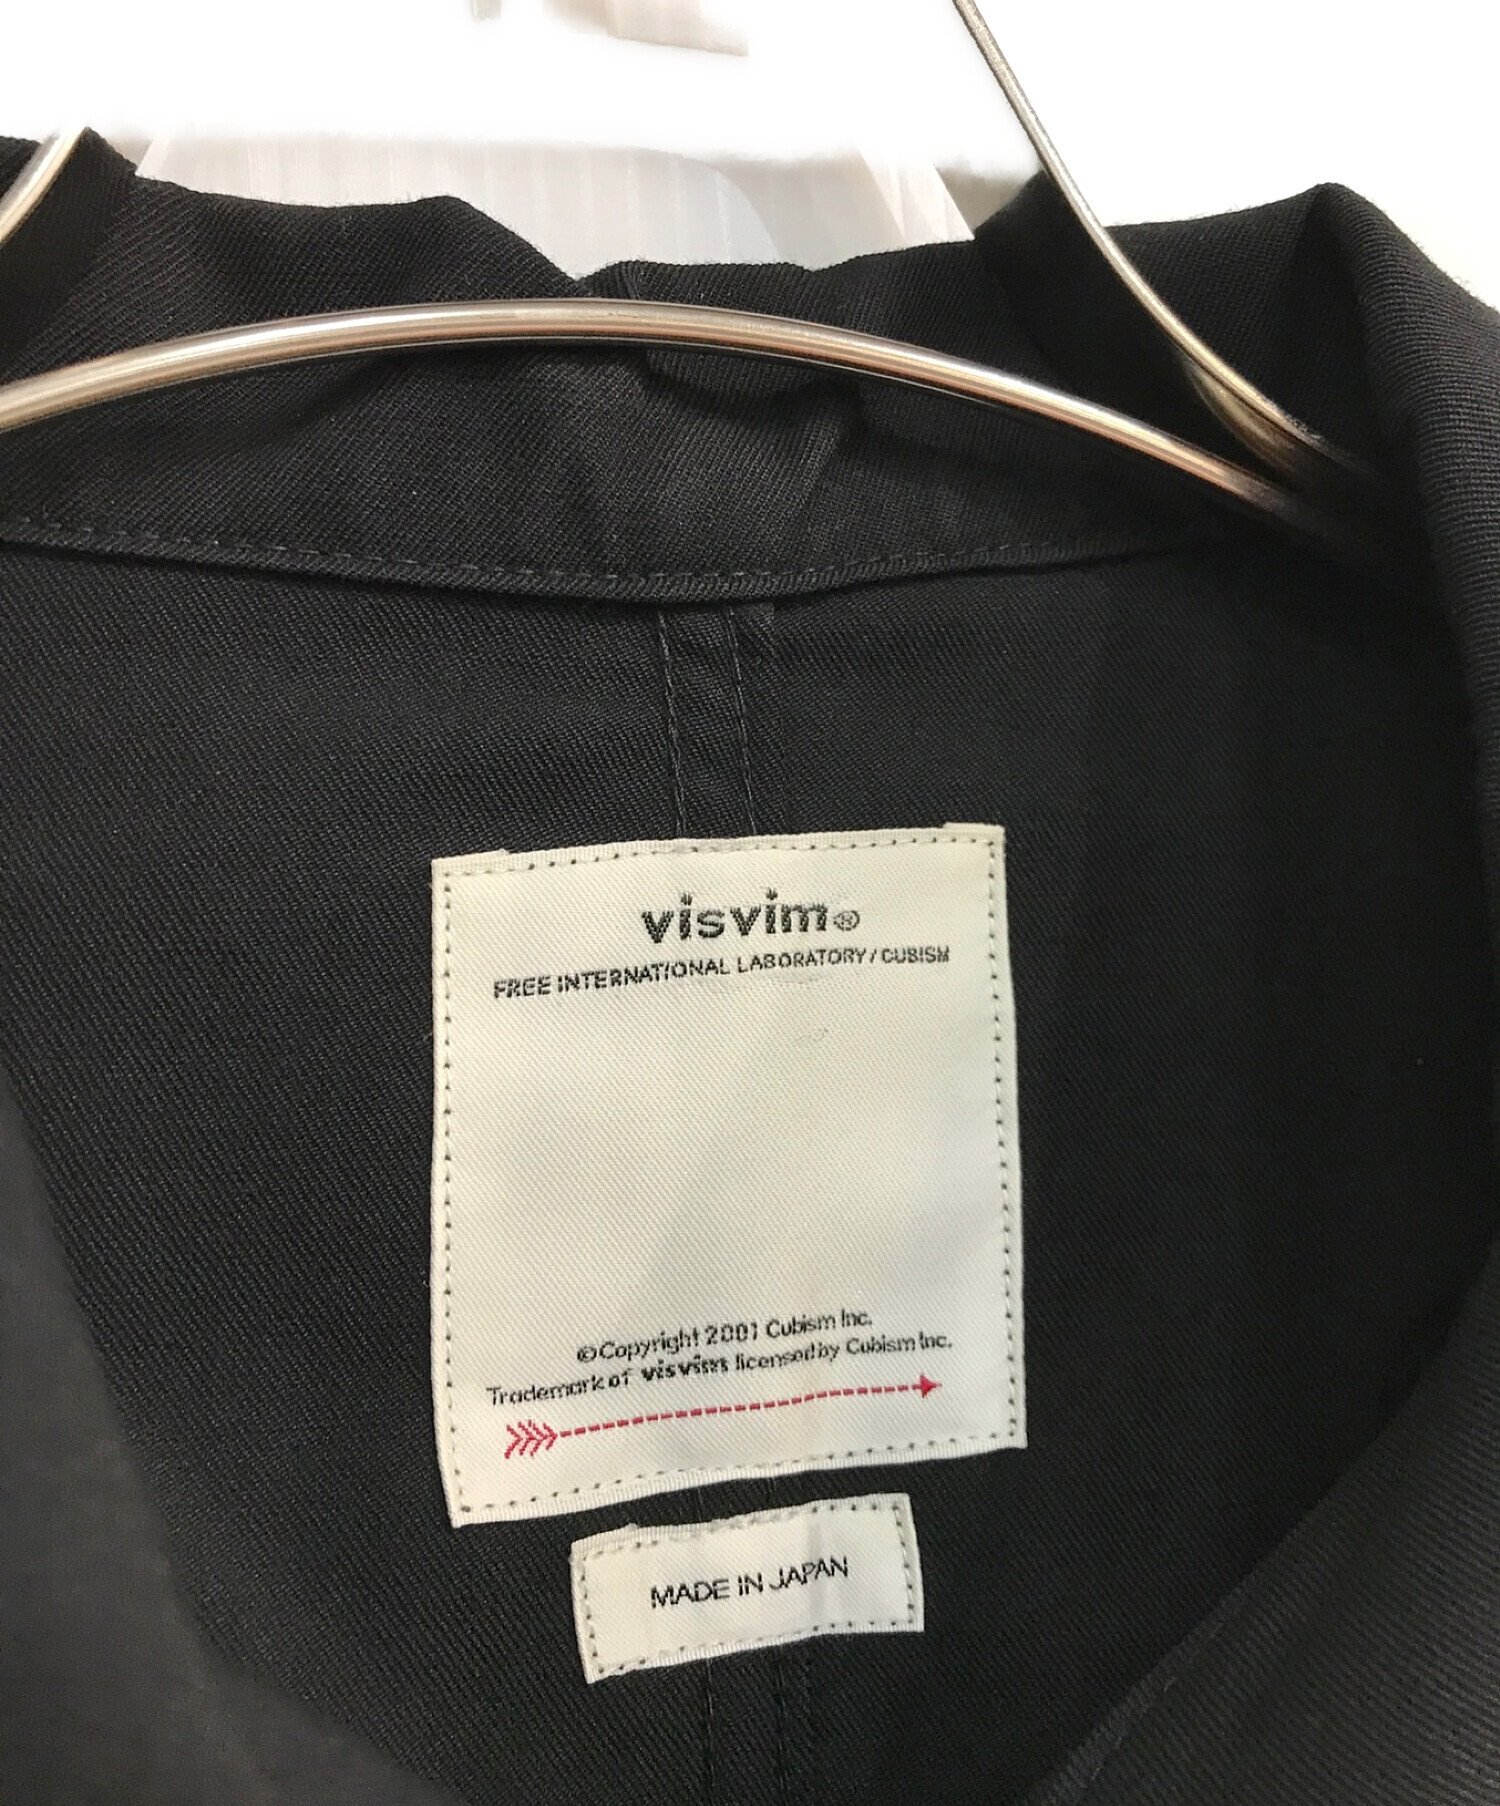 visvim®
FREE INTERNATIONAL LABORATORY / CUBISM
©Copyright 2001 Cubism Inc.
Trademark of visvim licensed by Cubism Inc.
MADE IN JAPAN